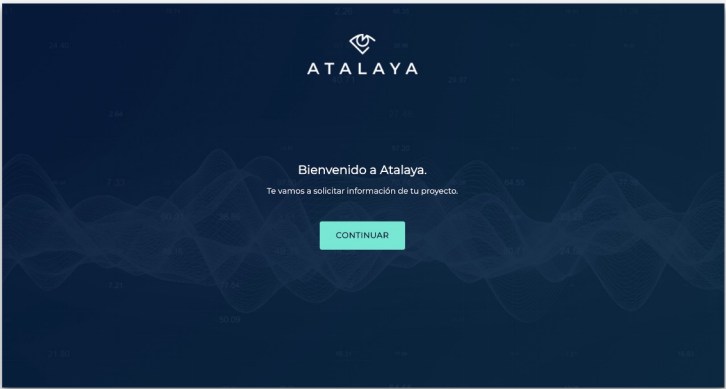 ATALAYA
Bienvenido a Atalaya.
Te vamos a solicitar información de tu proyecto.
CONTINUAR